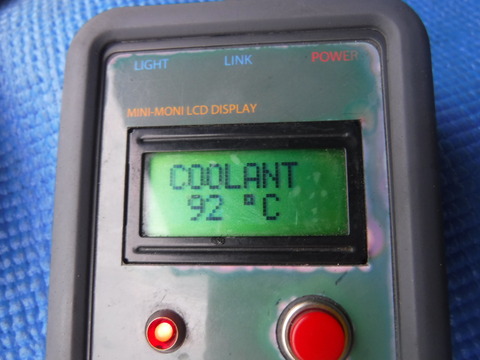 LIGHT LINK POWER
MINI-MONI LCD DISPLAY
COOLANT
92 °C